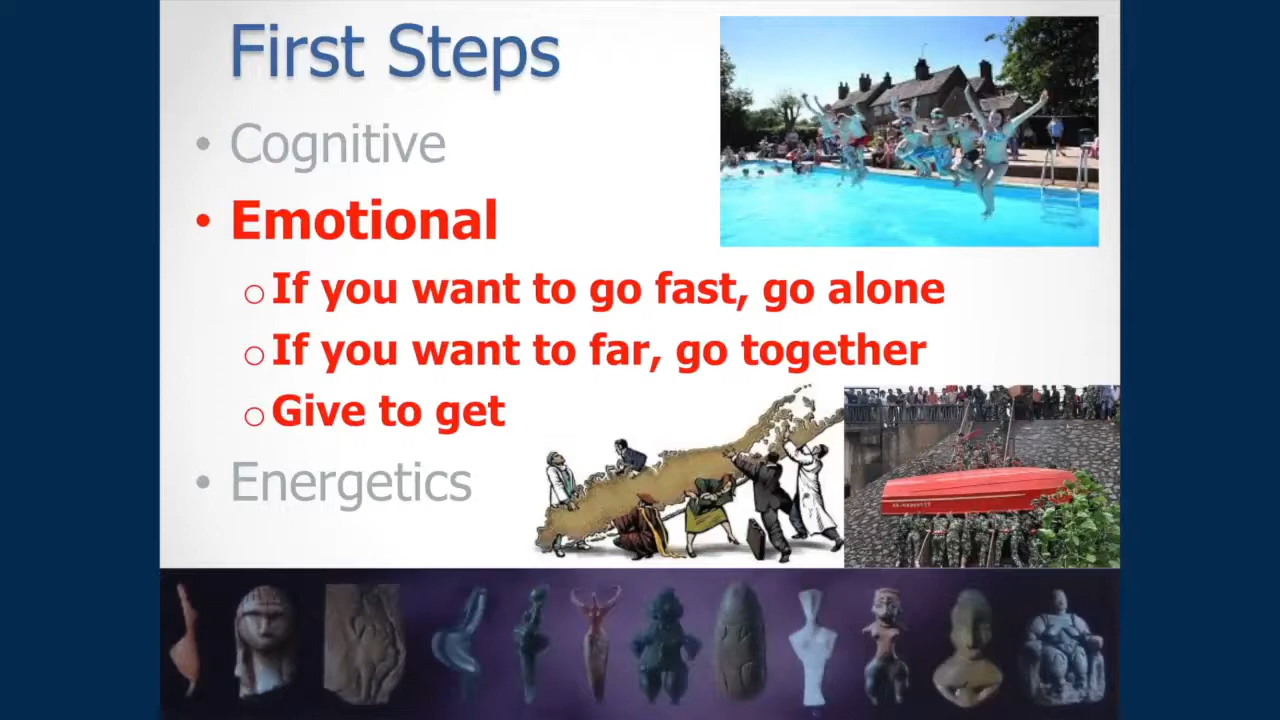 First Steps
• Cognitive
• Emotional
o If you want to go fast, go alone
o If you want to far, go together
o Give to get
• Energetics